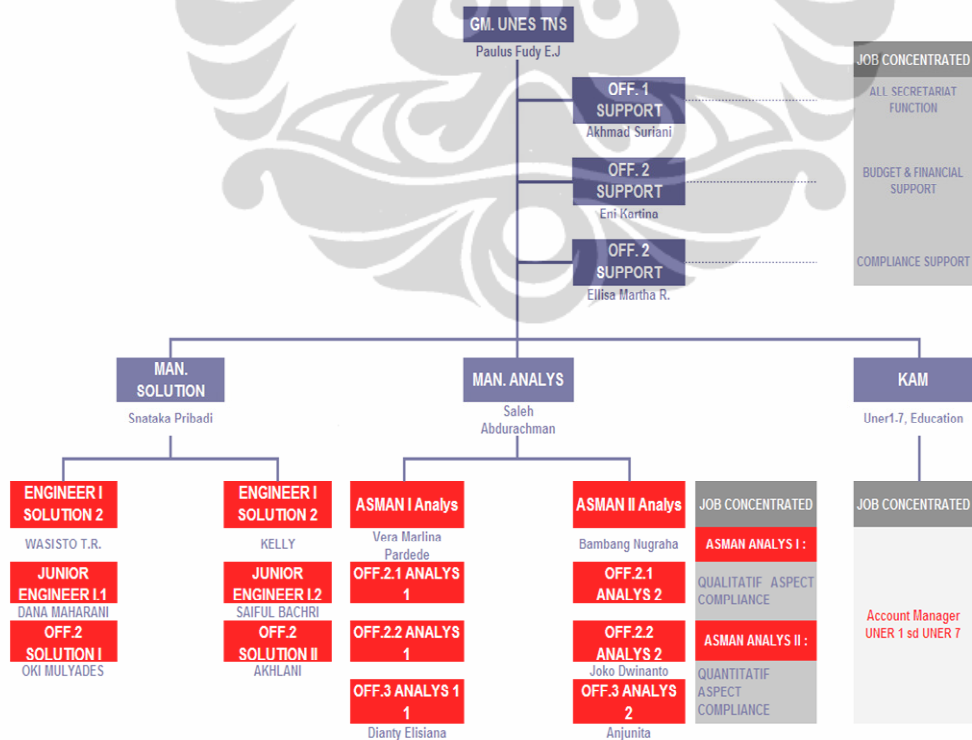 GM. UNES TNS
Paulus Fudy E.J
JOB CONCENTRATED
OFF. 1
SUPPORT
Akhmad Suriani
ALL SECRETARIAT
FUNCTION
OFF. 2
SUPPORT
Eni Kartina
BUDGET & FINANCIAL
SUPPORT
OFF. 2
SUPPORT
Ellisa Martha R.
COMPLIANCE SUPPORT
MAN.
SOLUTION
Snataka Pribadi
MAN. ANALYS
Saleh
Abdurachman
KAM
Uner1-7, Education
ENGINEER I
SOLUTION 2
WASISTO T.R.
JUNIOR
ENGINEER I.1
DANA MAHARANI
OFF.2
SOLUTION I
OKI MULYADES
ENGINEER I
SOLUTION 2
KELLY
JUNIOR
ENGINEER I.2
SAIFUL BACHRI
OFF.2
SOLUTION II
AKHLANI
ASMAN I Analys
Vera Marlina
Pardede
OFF.2.1 ANALYS
1
OFF.2.2 ANALYS
1
OFF.3 ANALYS 1
1
Dianty Elisiana
ASMAN II Analys
Bambang Nugraha
OFF.2.1
ANALYS 2
OFF.2.2
ANALYS 2
Joko Dwinanto
OFF.3 ANALYS
2
Anjunita
JOB CONCENTRATED
ASMAN ANALYS I :
QUALITATIF ASPECT
COMPLIANCE
ASMAN ANALYS II :
QUANTITATIF
ASPECT
COMPLIANCE
JOB CONCENTRATED
Account Manager
UNER 1 sd UNER 7